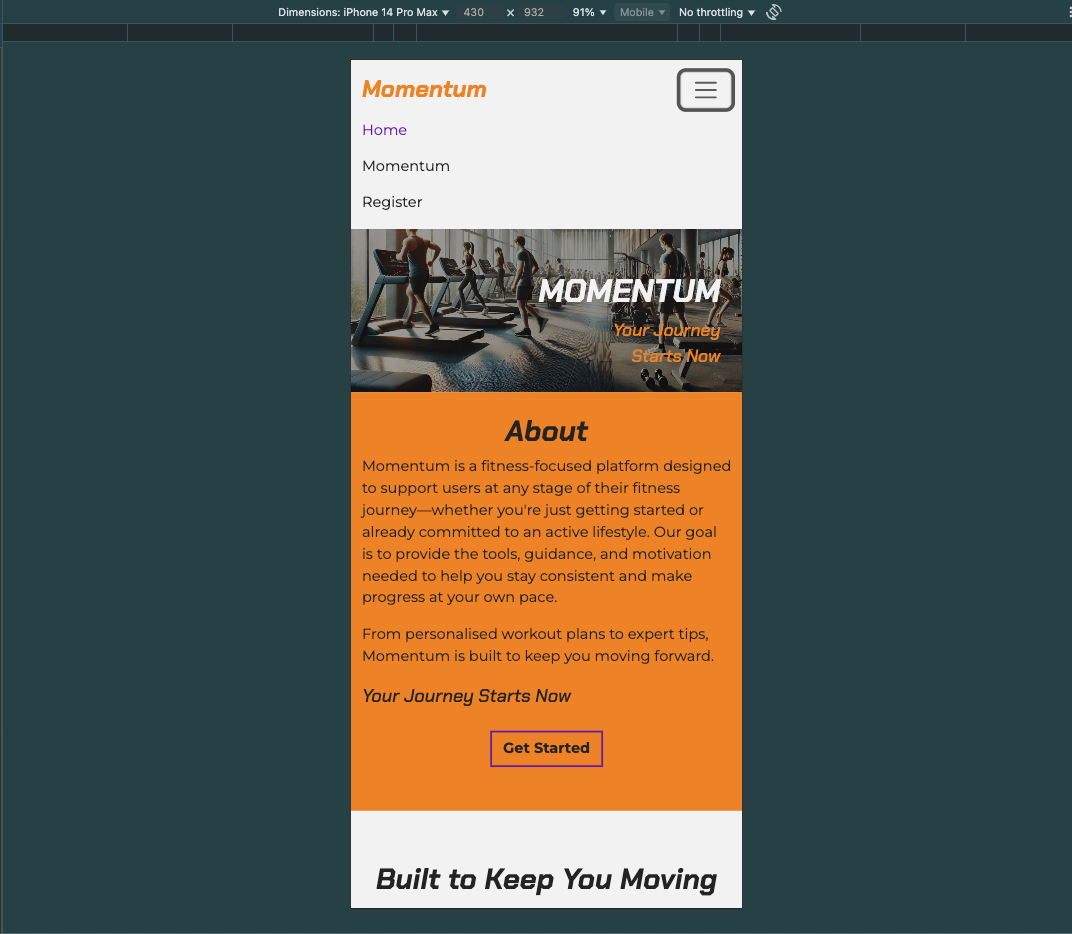 Dimensions: iPhone 14 Pro Max 430 × 932 91% Mobile No throttling
Momentum
Home
Momentum
Register
MOMENTUM
Your Journey
Starts Now
About
Momentum is a fitness-focused platform designed
to support users at any stage of their fitness
journey—whether you're just getting started or
already committed to an active lifestyle. Our goal
is to provide the tools, guidance, and motivation
needed to help you stay consistent and make
progress at your own pace.
From personalised workout plans to expert tips,
Momentum is built to keep you moving forward.
Your Journey Starts Now
Get Started
Built to Keep You Moving